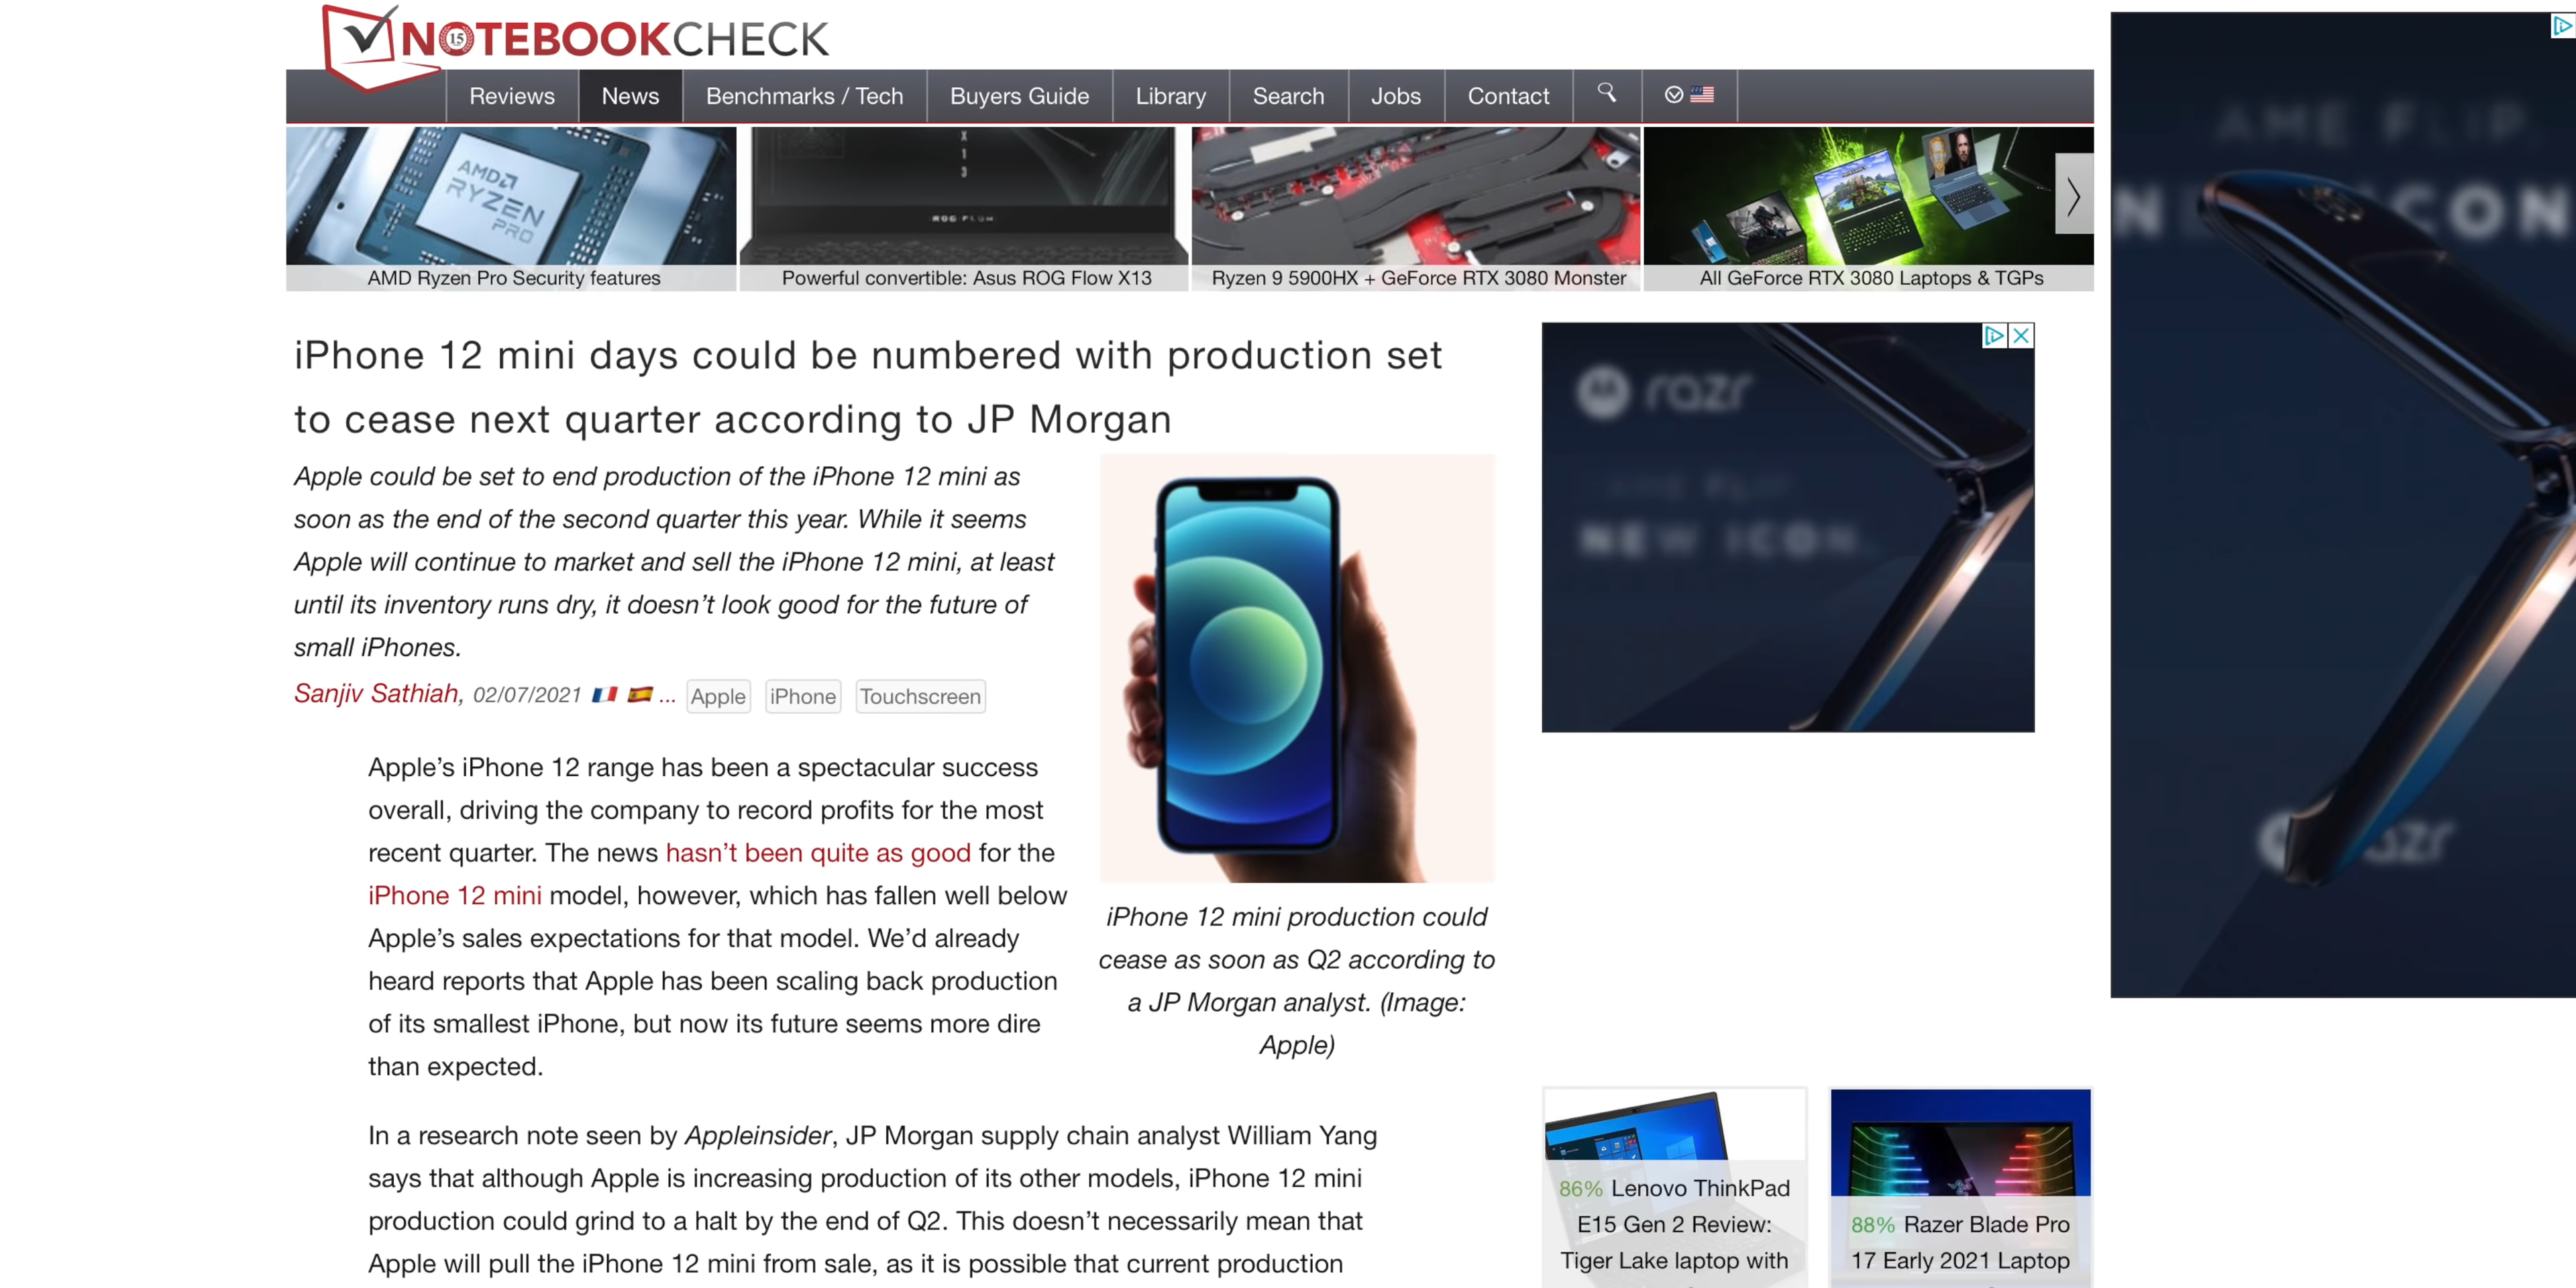 NOTEBOOKCHECK
15
Reviews
News
Benchmarks / Tech
Buyers Guide
Library
Search
Jobs
Contact
AMD
RYZEN
PRO
AMD Ryzen Pro Security features
X
1
3
ROG FLOW
Powerful convertible: Asus ROG Flow X13
Ryzen 9 5900HX + GeForce RTX 3080 Monster
All GeForce RTX 3080 Laptops & TGPs
iPhone 12 mini days could be numbered with production set
to cease next quarter according to JP Morgan
Apple could be set to end production of the iPhone 12 mini as
soon as the end of the second quarter this year. While it seems
Apple will continue to market and sell the iPhone 12 mini, at least
until its inventory runs dry, it doesn't look good for the future of
small iPhones.
Sanjiv Sathiah, 02/07/2021 ... Apple iPhone Touchscreen
Apple's iPhone 12 range has been a spectacular success
overall, driving the company to record profits for the most
recent quarter. The news hasn't been quite as good for the
iPhone 12 mini model, however, which has fallen well below
Apple's sales expectations for that model. We'd already
heard reports that Apple has been scaling back production
of its smallest iPhone, but now its future seems more dire
than expected.
iPhone 12 mini production could
cease as soon as Q2 according to
a JP Morgan analyst. (Image:
Apple)
In a research note seen by Appleinsider, JP Morgan supply chain analyst William Yang
says that although Apple is increasing production of its other models, iPhone 12 mini
production could grind to a halt by the end of Q2. This doesn't necessarily mean that
Apple will pull the iPhone 12 mini from sale, as it is possible that current production
razr
NEW ICON.
86% Lenovo ThinkPad
E15 Gen 2 Review:
Tiger Lake laptop with
88% Razer Blade Pro
17 Early 2021 Laptop
AME FLIP.
CON
azr